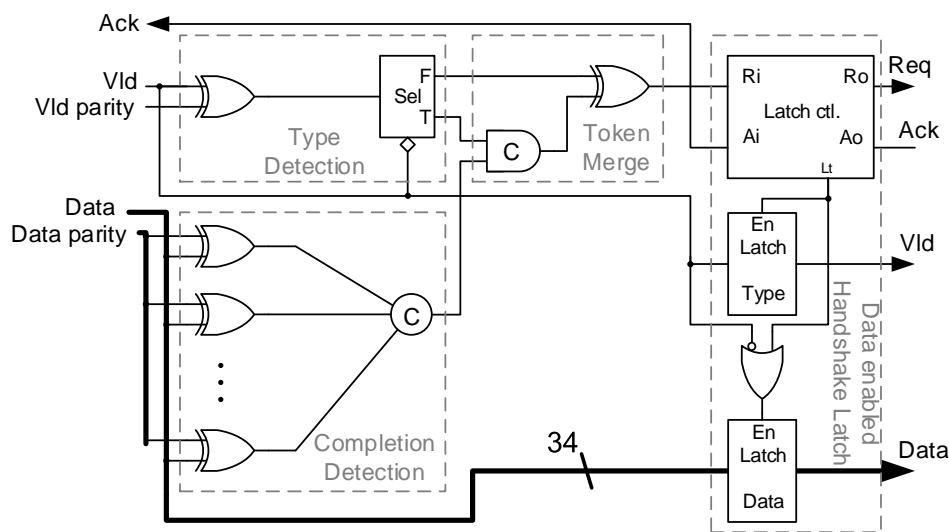 Ack
Vld
Vld parity
Sel
F
T
Type
Detection
C
Token
Merge
Ri
Ro
Latch ctl.
Ai
Ao
Lt
Req
Ack
Data
Data parity
C
Completion
Detection
En
Latch
Type
Vld
Data enabled
Handshake Latch
34
En
Latch
Data
Data